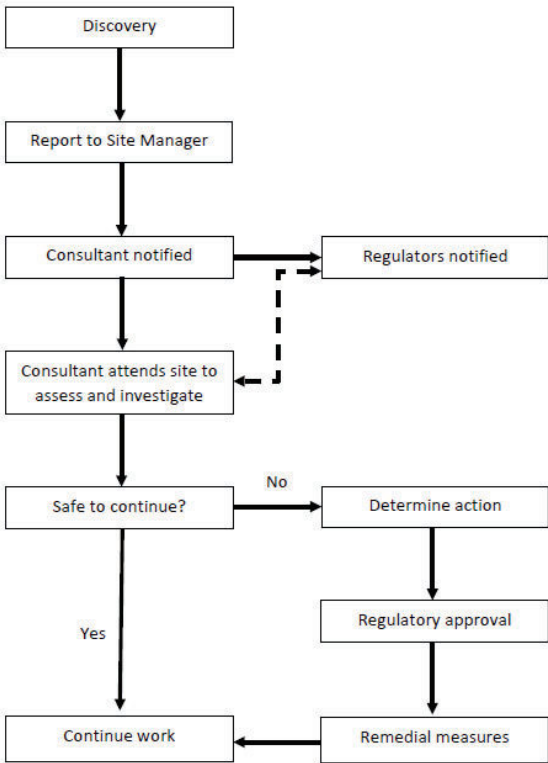 Discovery
Report to Site Manager
Consultant notified
Regulators notified
Consultant attends site to
assess and investigate
Safe to continue?
No
Determine action
Regulatory approval
Yes
Continue work
Remedial measures